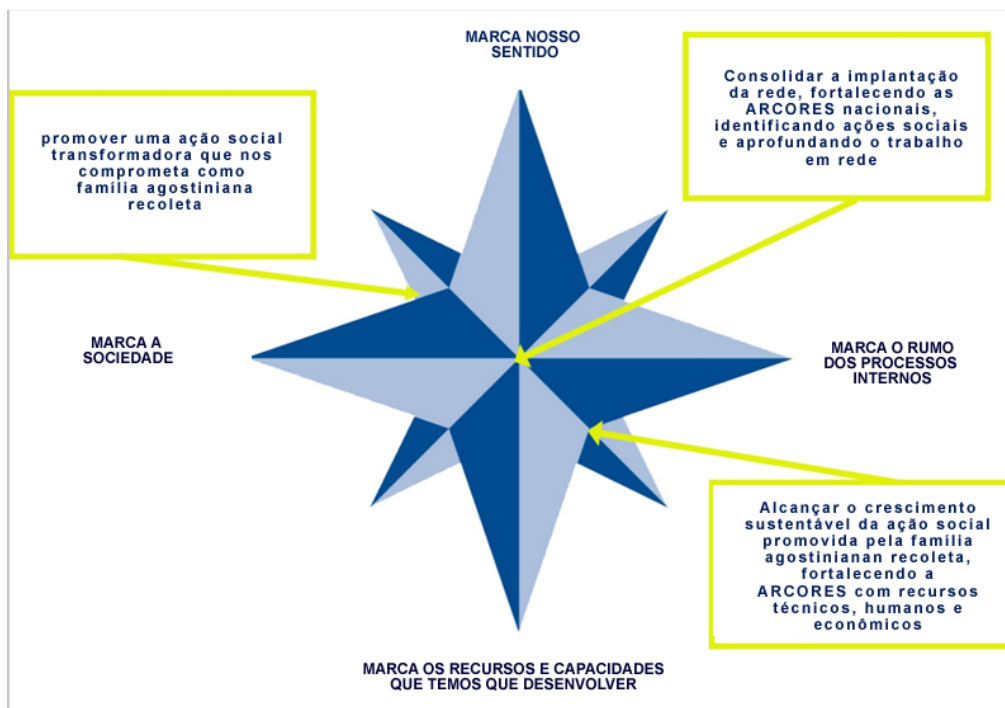 MARCA NOSSO
SENTIDO
Consolidar a implantação
da rede, fortalecendo as
ARCORES nacionais,
identificando ações sociais
e aprofundando o trabalho
em rede
promover uma ação social
transformadora que nos
comprometa como
família agostiniana
recoleta
MARCA A
SOCIEDADE
MARCA O RUMO
DOS PROCESSOS
INTERNOS
Alcançar o crescimento
sustentável da ação social
promovida pela família
agostinianan recoleta,
fortalecendo a
ARCORES com recursos
técnicos, humanos e
econômicos
MARCA OS RECURSOS E CAPACIDADES
QUE TEMOS QUE DESENVOLVER